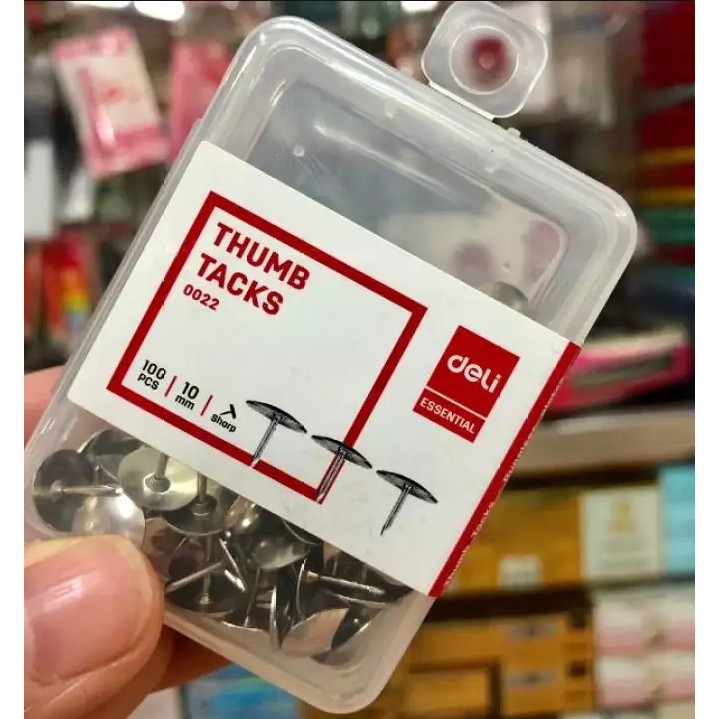 THUMB
TACKS
0022
100
PCS
10
mm
Sharp
deli
ESSENTIAL